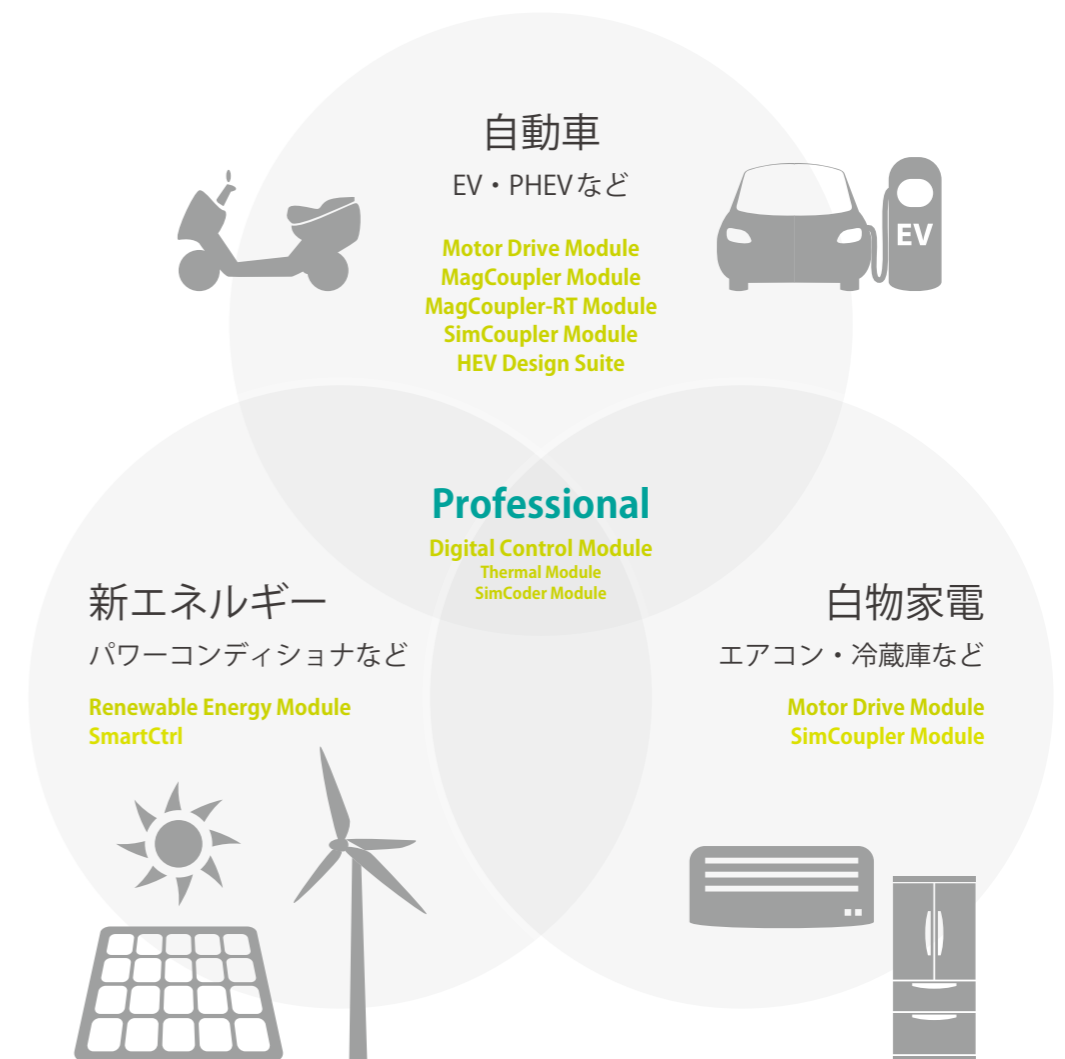 自動車
EV・PHEVなど
EV
Motor Drive Module
MagCoupler Module
MagCoupler-RT Module
SimCoupler Module
HEV Design Suite
Professional
Digital Control Module
Thermal Module
SimCoder Module
新エネルギー
パワーコンディショナなど
Renewable Energy Module
SmartCtrl
白物家電
エアコン・冷蔵庫など
Motor Drive Module
SimCoupler Module